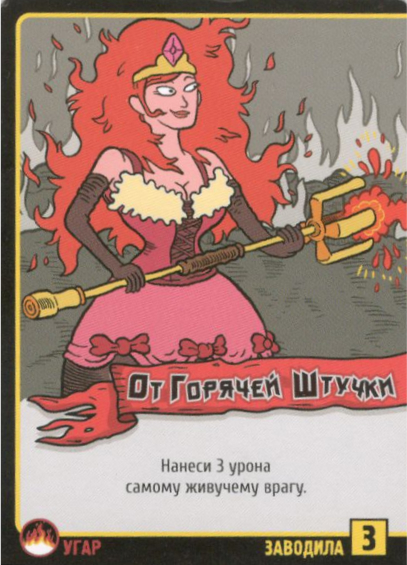 От Горячей Штучки
Нанеси 3 урона
самому живучему врагу.
УГАР
ЗАВОДИЛА 3